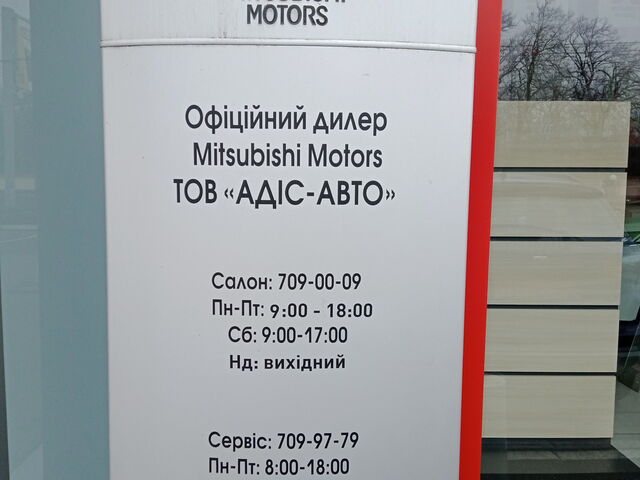 MOTORS
Офіційний дилер
Mitsubishi Motors
ТОВ «АДІС-АВТО»
Салон: 709-00-09
Пн-Пт: 9:00 - 18:00
Сб: 9:00-17:00
Нд: вихідний
Сервіс: 709-97-79
Пн-Пт: 8:00-18:00